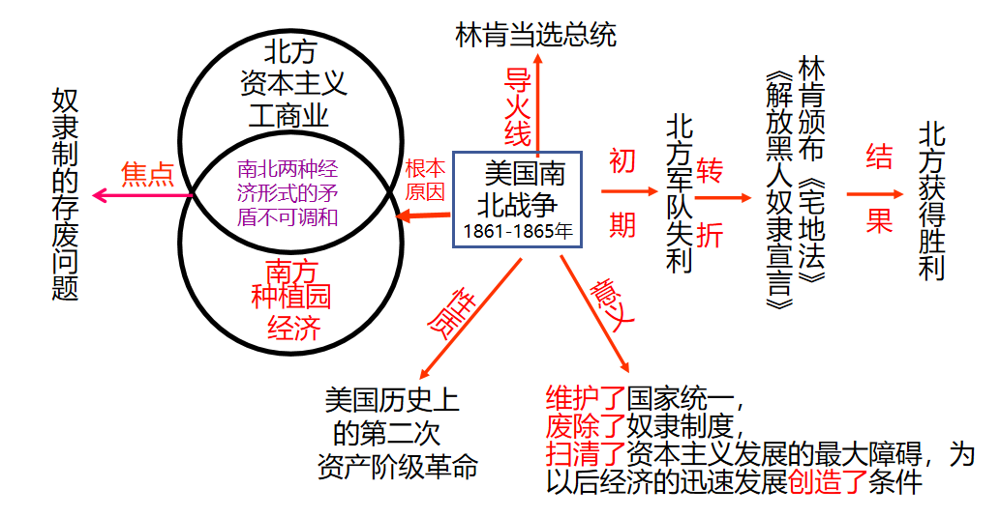 林肯当选总统
导火线
北方
资本主义
工商业
南北两种经
济形式的矛
盾不可调和
南方
种植园
经济
焦点
奴隶制的存废问题
根本
原因
美国南
北战争
1861-1865年
初期
北方军队失利
转折
林肯颁布《宅地法》
《解放黑人奴隶宣言》
结果
北方获得胜利
性质
美国历史上
的第二次
资产阶级革命
意义
维护了国家统一，
废除了奴隶制度，
扫清了资本主义发展的最大障碍，为
以后经济的迅速发展创造了条件